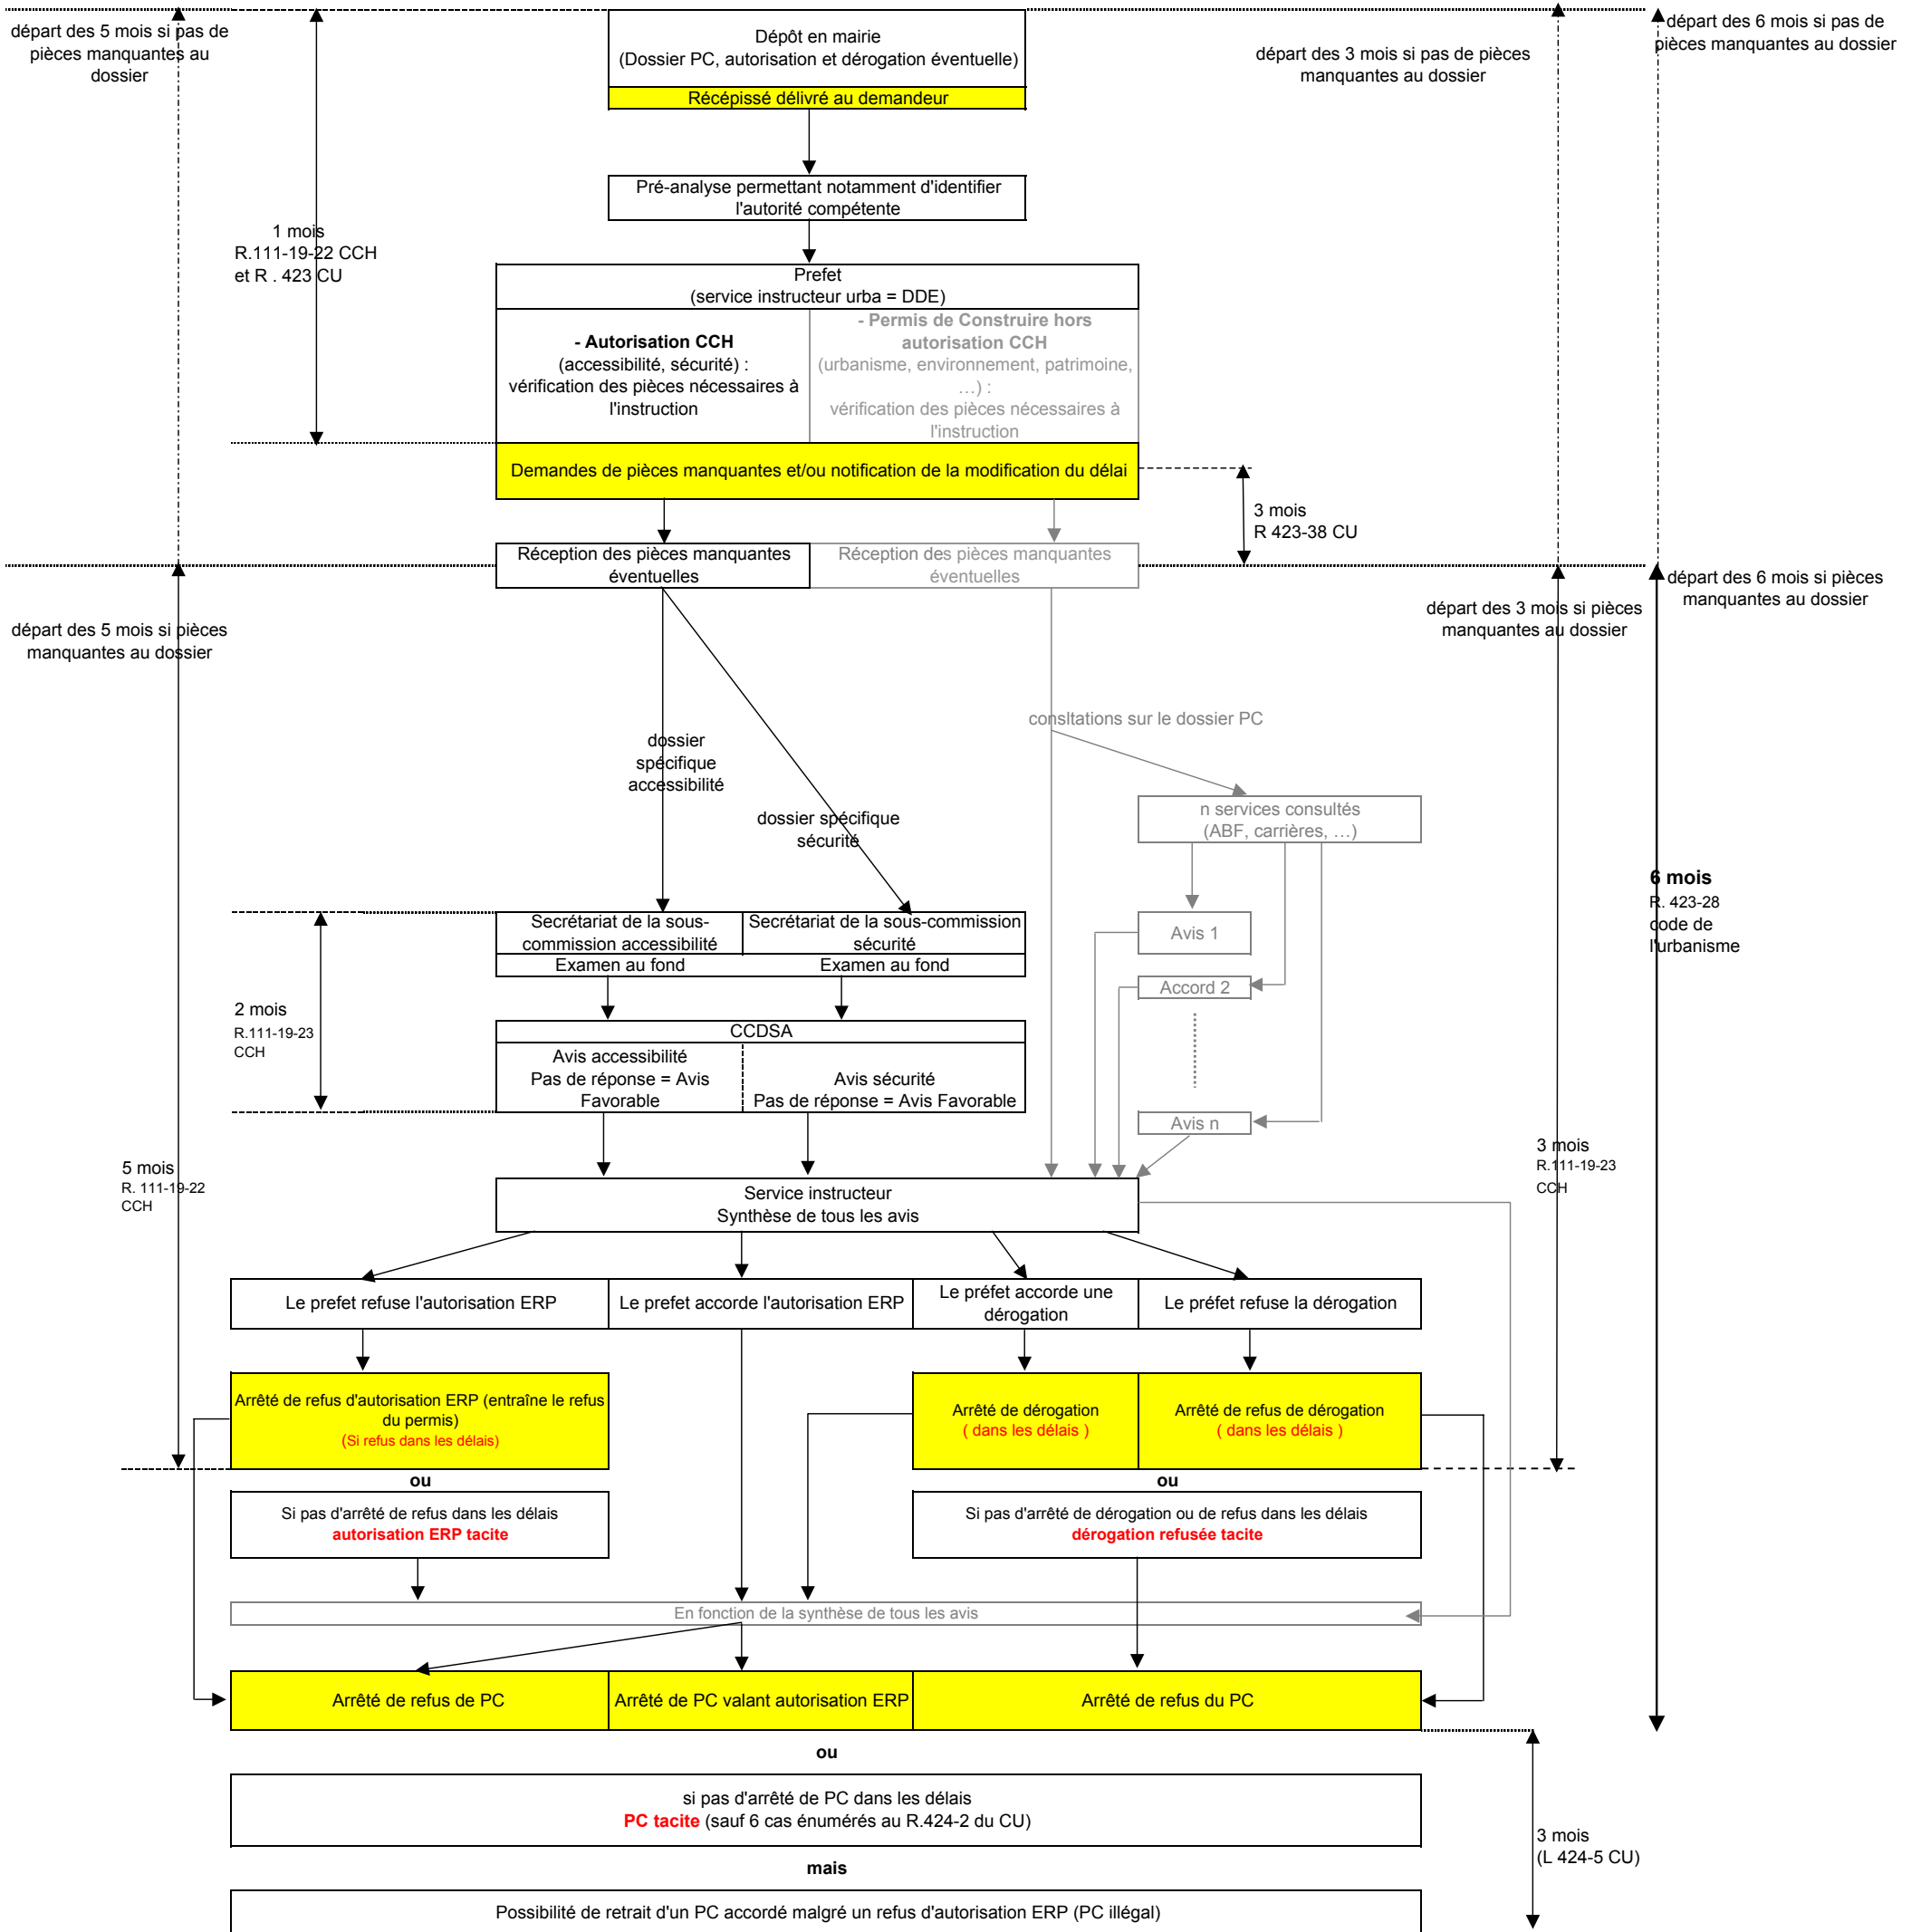 départ des 5 mois si pas de
pièces manquantes au
dossier
Dépôt en mairie
(Dossier PC, autorisation et dérogation éventuelle)
Récépissé délivré au demandeur
départ des 3 mois si pas de pièces
manquantes au dossier
départ des 6 mois si pas de
pièces manquantes au dossier
Pré-analyse permettant notamment d'identifier
l'autorité compétente
1 mois
R.111-19-22 CCH
et R . 423 CU
Prefet
(service instructeur urba = DDE)
- Autorisation CCH
(accessibilité, sécurité) :
vérification des pièces nécessaires à
l'instruction
- Permis de Construire hors
autorisation CCH
(urbanisme, environnement, patrimoine,
…) :
vérification des pièces nécessaires à
l'instruction
Demandes de pièces manquantes et/ou notification de la modification du délai
3 mois
R 423-38 CU
Réception des pièces manquantes
éventuelles
Réception des pièces manquantes
éventuelles
départ des 5 mois si pièces
manquantes au dossier
départ des 3 mois si pièces
manquantes au dossier
départ des 6 mois si pièces
manquantes au dossier
dossier
spécifique
accessibilité
dossier spécifique
sécurité
consltations sur le dossier PC
n services consultés
(ABF, carrières, …)
6 mois
R. 423-28
code de
l'urbanisme
Secrétariat de la sous-
commission accessibilité
Secrétariat de la sous-commission
sécurité
Examen au fond
Examen au fond
Avis 1
Accord 2
Avis n
2 mois
R.111-19-23
CCH
CCDSA
Avis accessibilité
Pas de réponse = Avis
Favorable
Avis sécurité
Pas de réponse = Avis Favorable
5 mois
R. 111-19-22
CCH
3 mois
R.111-19-23
CCH
Service instructeur
Synthèse de tous les avis
Le prefet refuse l'autorisation ERP
Le prefet accorde l'autorisation ERP
Le préfet accorde une
dérogation
Le préfet refuse la dérogation
Arrêté de refus d'autorisation ERP (entraîne le refus
du permis)
(Si refus dans les délais)
Arrêté de dérogation
( dans les délais )
Arrêté de refus de dérogation
( dans les délais )
ou
ou
Si pas d'arrêté de refus dans les délais
autorisation ERP tacite
Si pas d'arrêté de dérogation ou de refus dans les délais
dérogation refusée tacite
En fonction de la synthèse de tous les avis
Arrêté de refus de PC
Arrêté de PC valant autorisation ERP
Arrêté de refus du PC
ou
si pas d'arrêté de PC dans les délais
PC tacite (sauf 6 cas énumérés au R.424-2 du CU)
3 mois
(L 424-5 CU)
mais
Possibilité de retrait d'un PC accordé malgré un refus d'autorisation ERP (PC illégal)